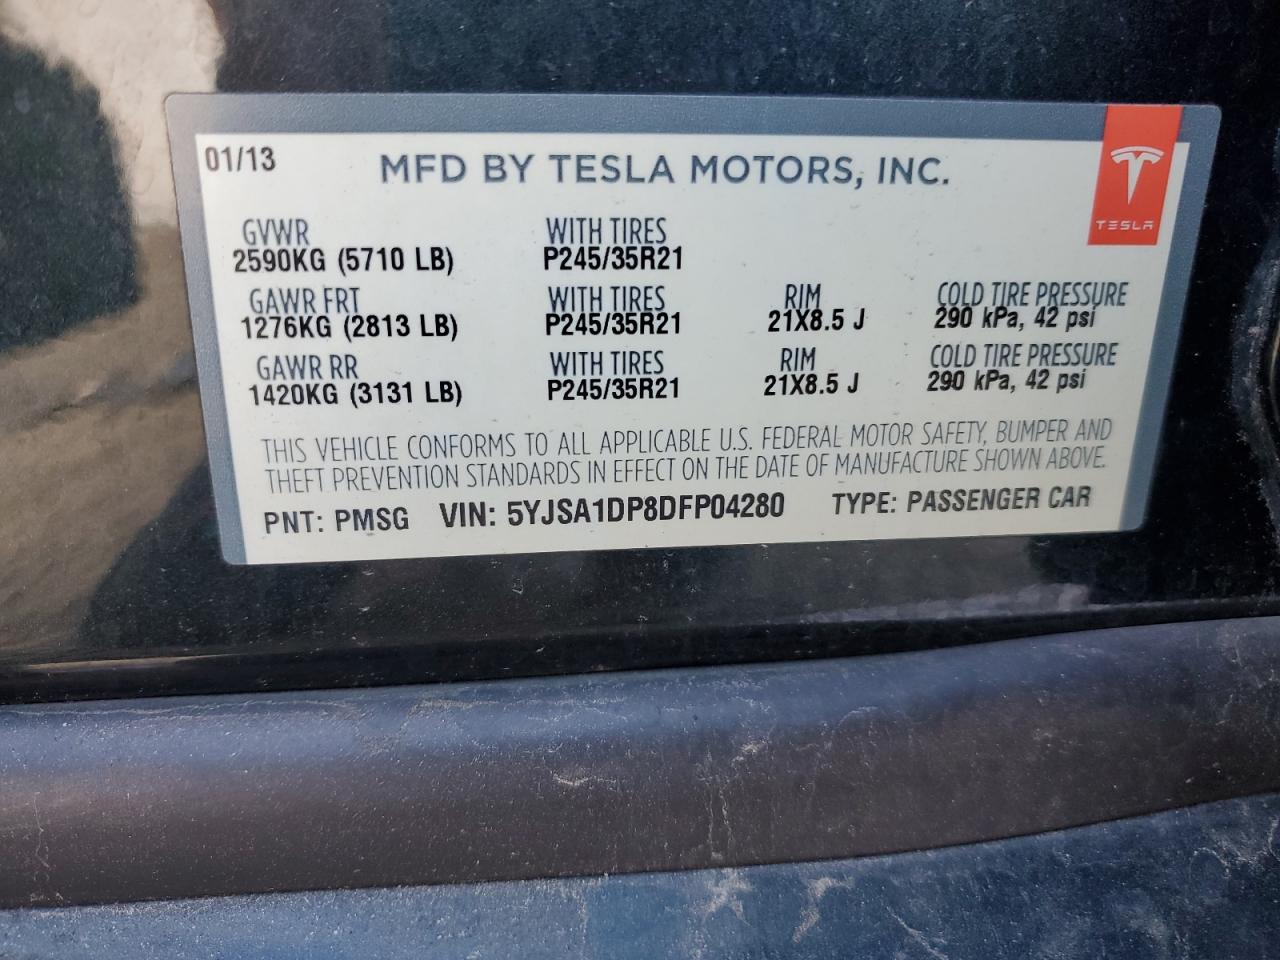 01/13 MFD BY TESLA MOTORS, INC.
TESLA
GVWR WITH TIRES
2590KG (5710 LB) P245/35R21
GAWR FRT WITH TIRES RIM COLD TIRE PRESSURE
1276KG (2813 LB) P245/35R21 21X8.5 J 290 kPa, 42 psi
GAWR RR WITH TIRES RIM COLD TIRE PRESSURE
1420KG (3131 LB) P245/35R21 21X8.5 J 290 kPa, 42 psi
THIS VEHICLE CONFORMS TO ALL APPLICABLE U.S. FEDERAL MOTOR SAFETY, BUMPER AND
THEFT PREVENTION STANDARDS IN EFFECT ON THE DATE OF MANUFACTURE SHOWN ABOVE.
PNT: PMSG VIN: 5YJSA1DP8DFP04280 TYPE: PASSENGER CAR